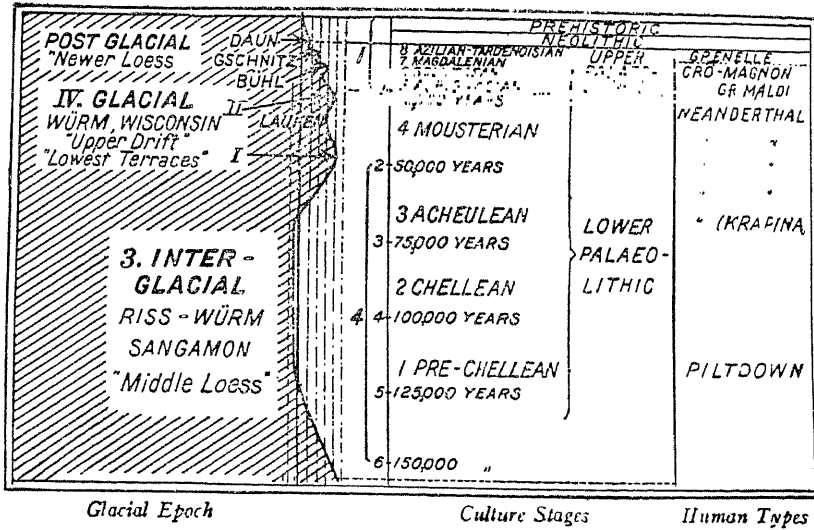 POST GLACIAL
"Newer Loess
DAUN
GSCHNITZ
BÜHL
IV. GLACIAL
WÜRM, WISCONSIN
"Upper Drift"
"Lowest Terraces"
II
LAUFEN
I
3. INTER-
GLACIAL
RISS-WÜRM
SANGAMON
"Middle Loess"
PREHISTORIC
NEOLITHIC
1
8 AZILIAN-TARDENOISIAN
7 MAGDALENIAN
UPPER
GRENELLE
CRO-MAGNON
GRIMALDI
4 MOUSTERIAN
NEANDERTHAL
2-50,000 YEARS
"
"
"
3 ACHEULEAN
" (KRAPINA
3-75,000 YEARS
LOWER
PALAEO-
LITHIC
2 CHELLEAN
4
4-100,000 YEARS
1 PRE-CHELLEAN
PILTDOWN
5-125,000 YEARS
6-150,000 "
Glacial Epoch
Culture Stages
Human Types